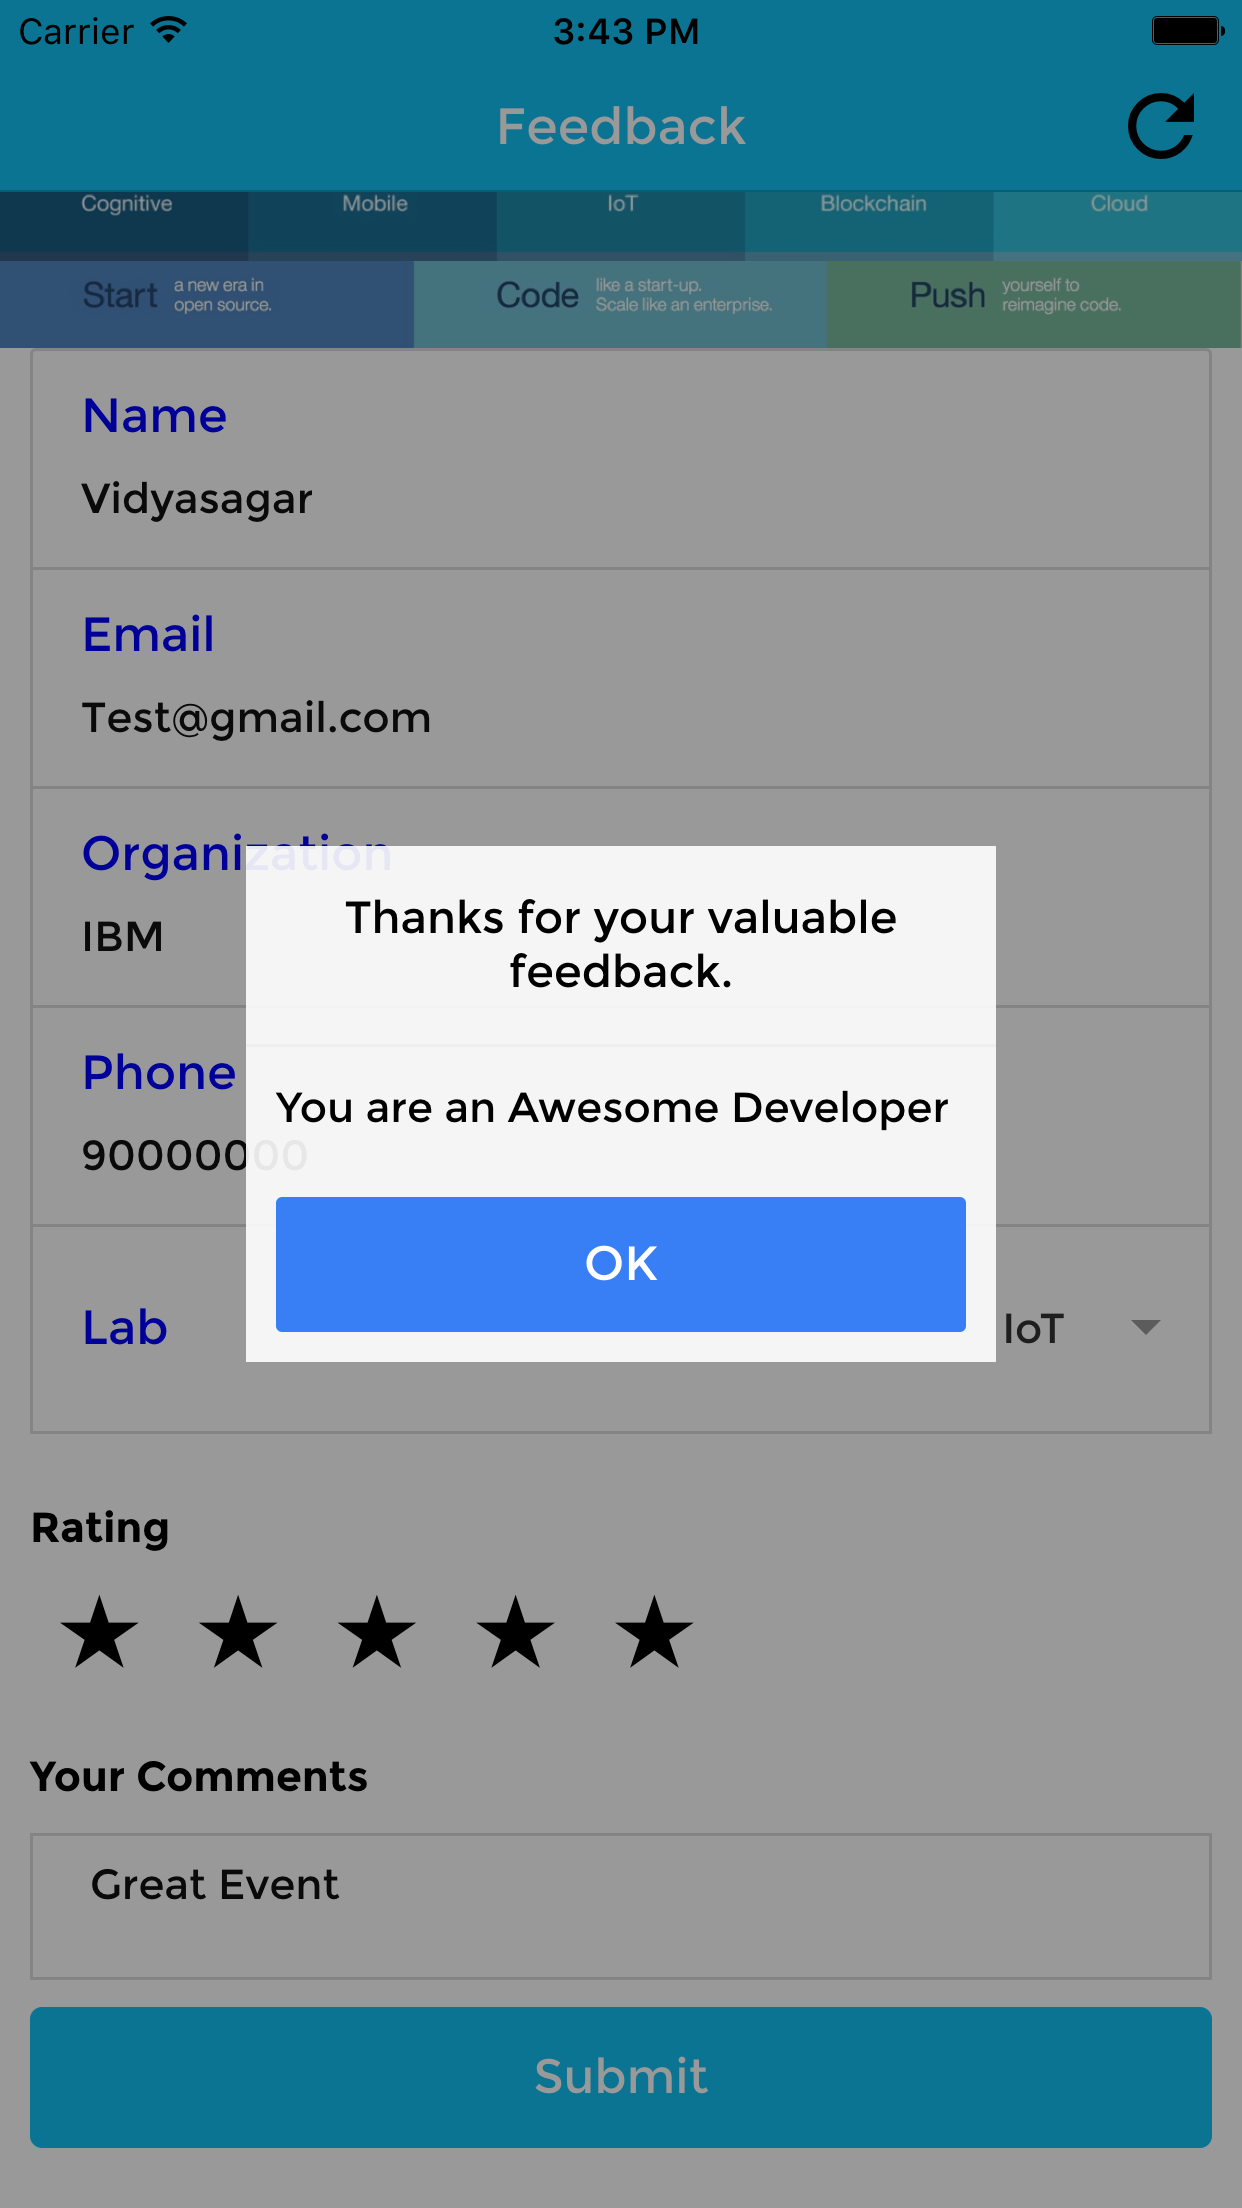 Carrier 3:43 PM
Feedback
Cognitive Mobile IoT Blockchain Cloud
Start a new era in open source.
Code like a start-up. Scale like an enterprise.
Push yourself to reimagine code.
Name
Vidyasagar
Email
Test@gmail.com
Organization
IBM
Thanks for your valuable
feedback.
Phone
You are an Awesome Developer
90000000
OK
Lab IoT
Rating
Your Comments
Great Event
Submit